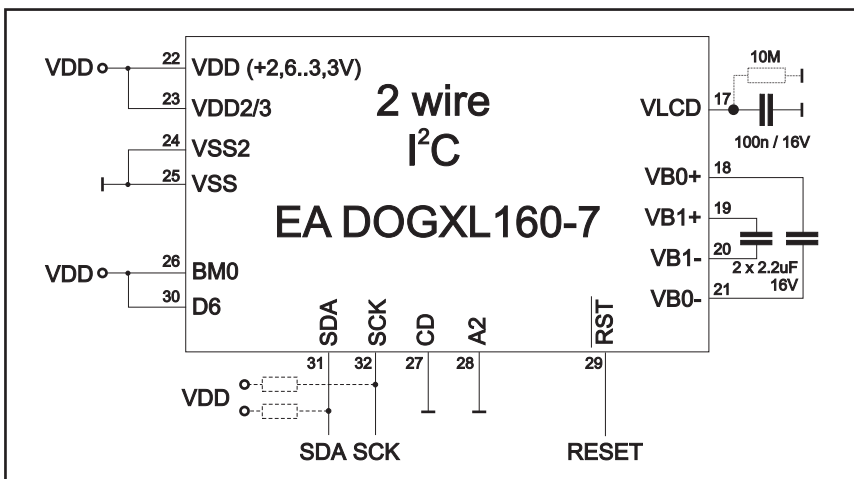 VDD
22
VDD (+2,6..3,3V)
23
VDD2/3
24
VSS2
25
VSS
VDD
26
BM0
30
D6
2 wire
I²C
EA DOGXL160-7
10M
VLCD
17
100n / 16V
VB0+
18
VB1+
19
VB1-
20
2 x 2.2uF
16V
VB0-
21
SDA
SCK
CD
A2
RST
31
32
27
28
29
VDD
SDA SCK
RESET